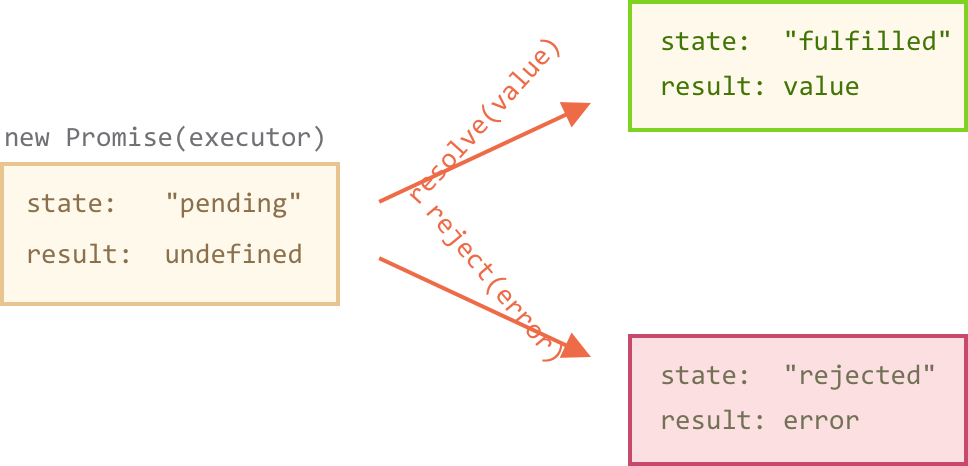 new Promise(executor)
state: "pending"
result: undefined
resolve(value)
reject(error)
state: "fulfilled"
result: value
state: "rejected"
result: error